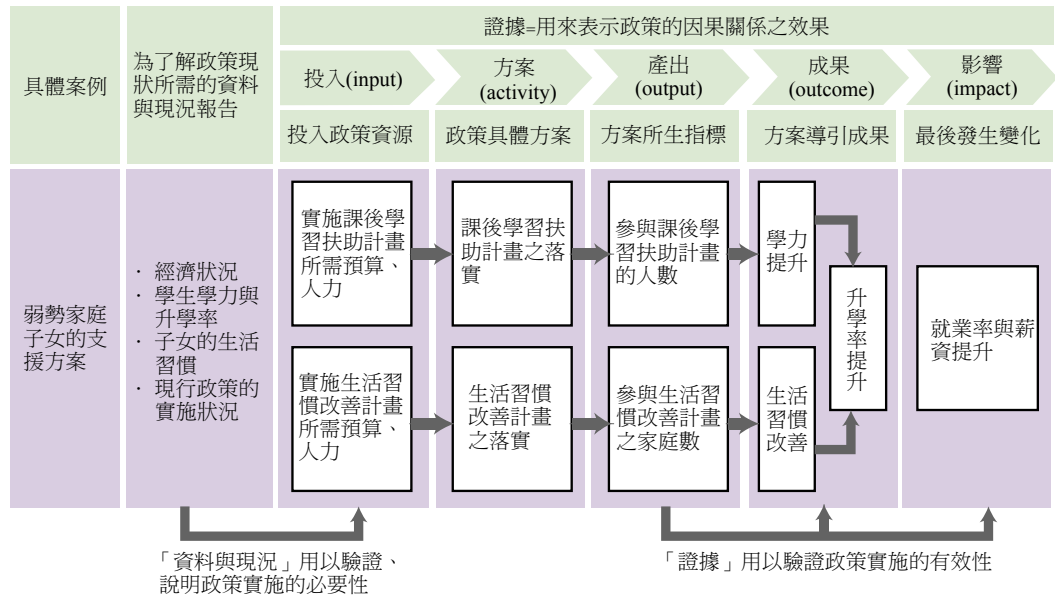 具體案例
為了解政策現
狀所需的資料
與現況報告
證據=用來表示政策的因果關係之效果
投入(input)
方案
(activity)
產出
(output)
成果
(outcome)
影響
(impact)
投入政策資源
政策具體方案
方案所生指標
方案導引成果
最後發生變化
弱勢家庭
子女的支
援方案
· 經濟狀況
· 學生學力與
升學率
· 子女的生活
習慣
· 現行政策的
實施狀況
實施課後學
習扶助計畫
所需預算、
人力
課後學習扶
助計畫之落
實
參與課後學
習扶助計畫
的人數
學力
提升
實施生活習
慣改善計畫
所需預算、
人力
生活習慣
改善計畫
之落實
參與生活習
慣改善計畫
之家庭數
生活
習慣
改善
升學率提升
就業率與薪
資提升
「資料與現況」用以驗證、
說明政策實施的必要性
「證據」用以驗證政策實施的有效性